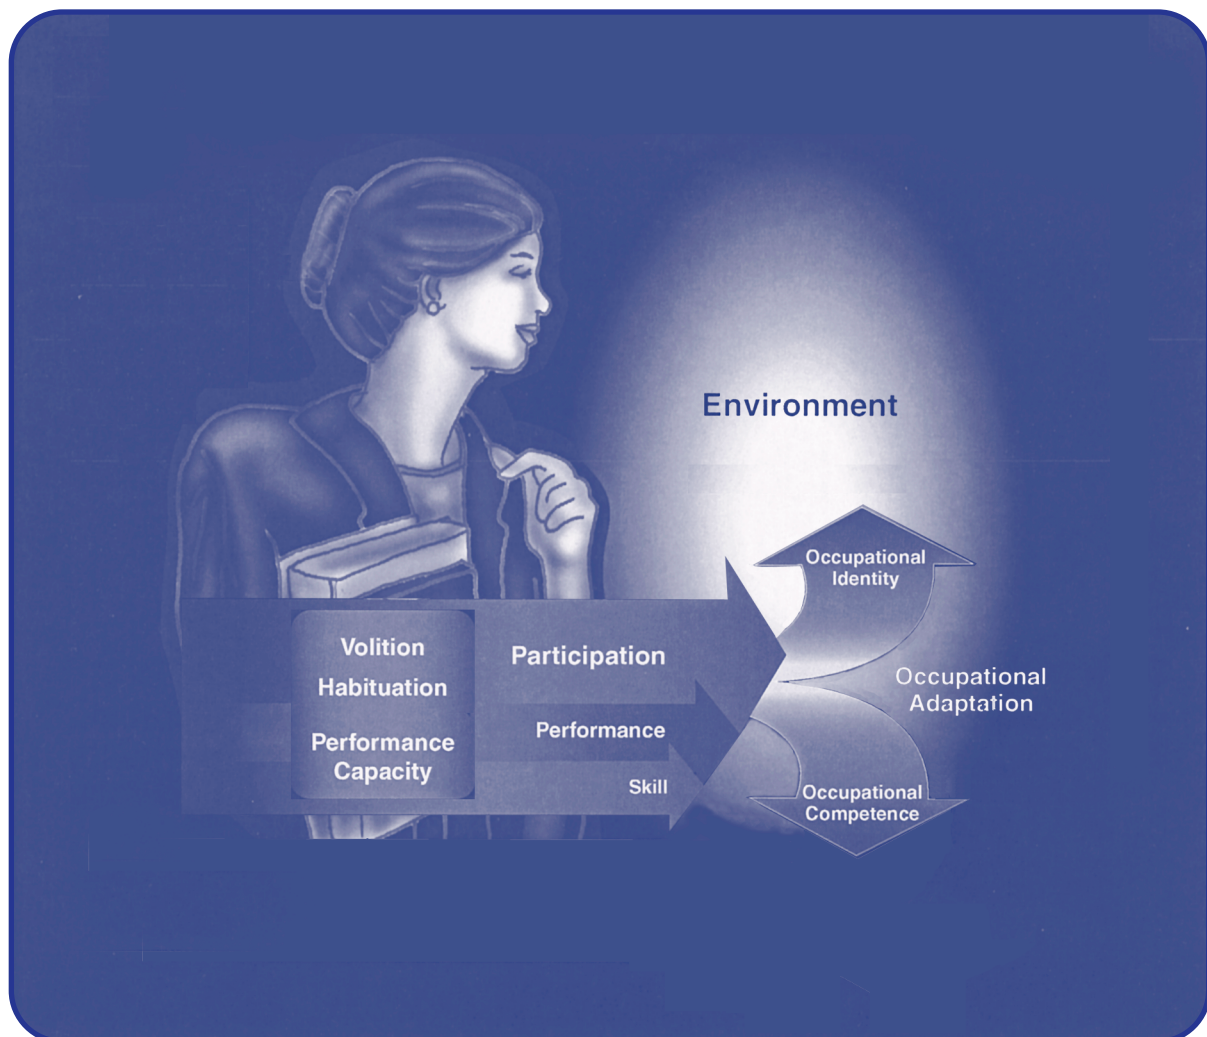 Environment
Occupational
Identity
Volition
Habituation
Performance
Capacity
Participation
Performance
Skill
Occupational
Adaptation
Occupational
Competence